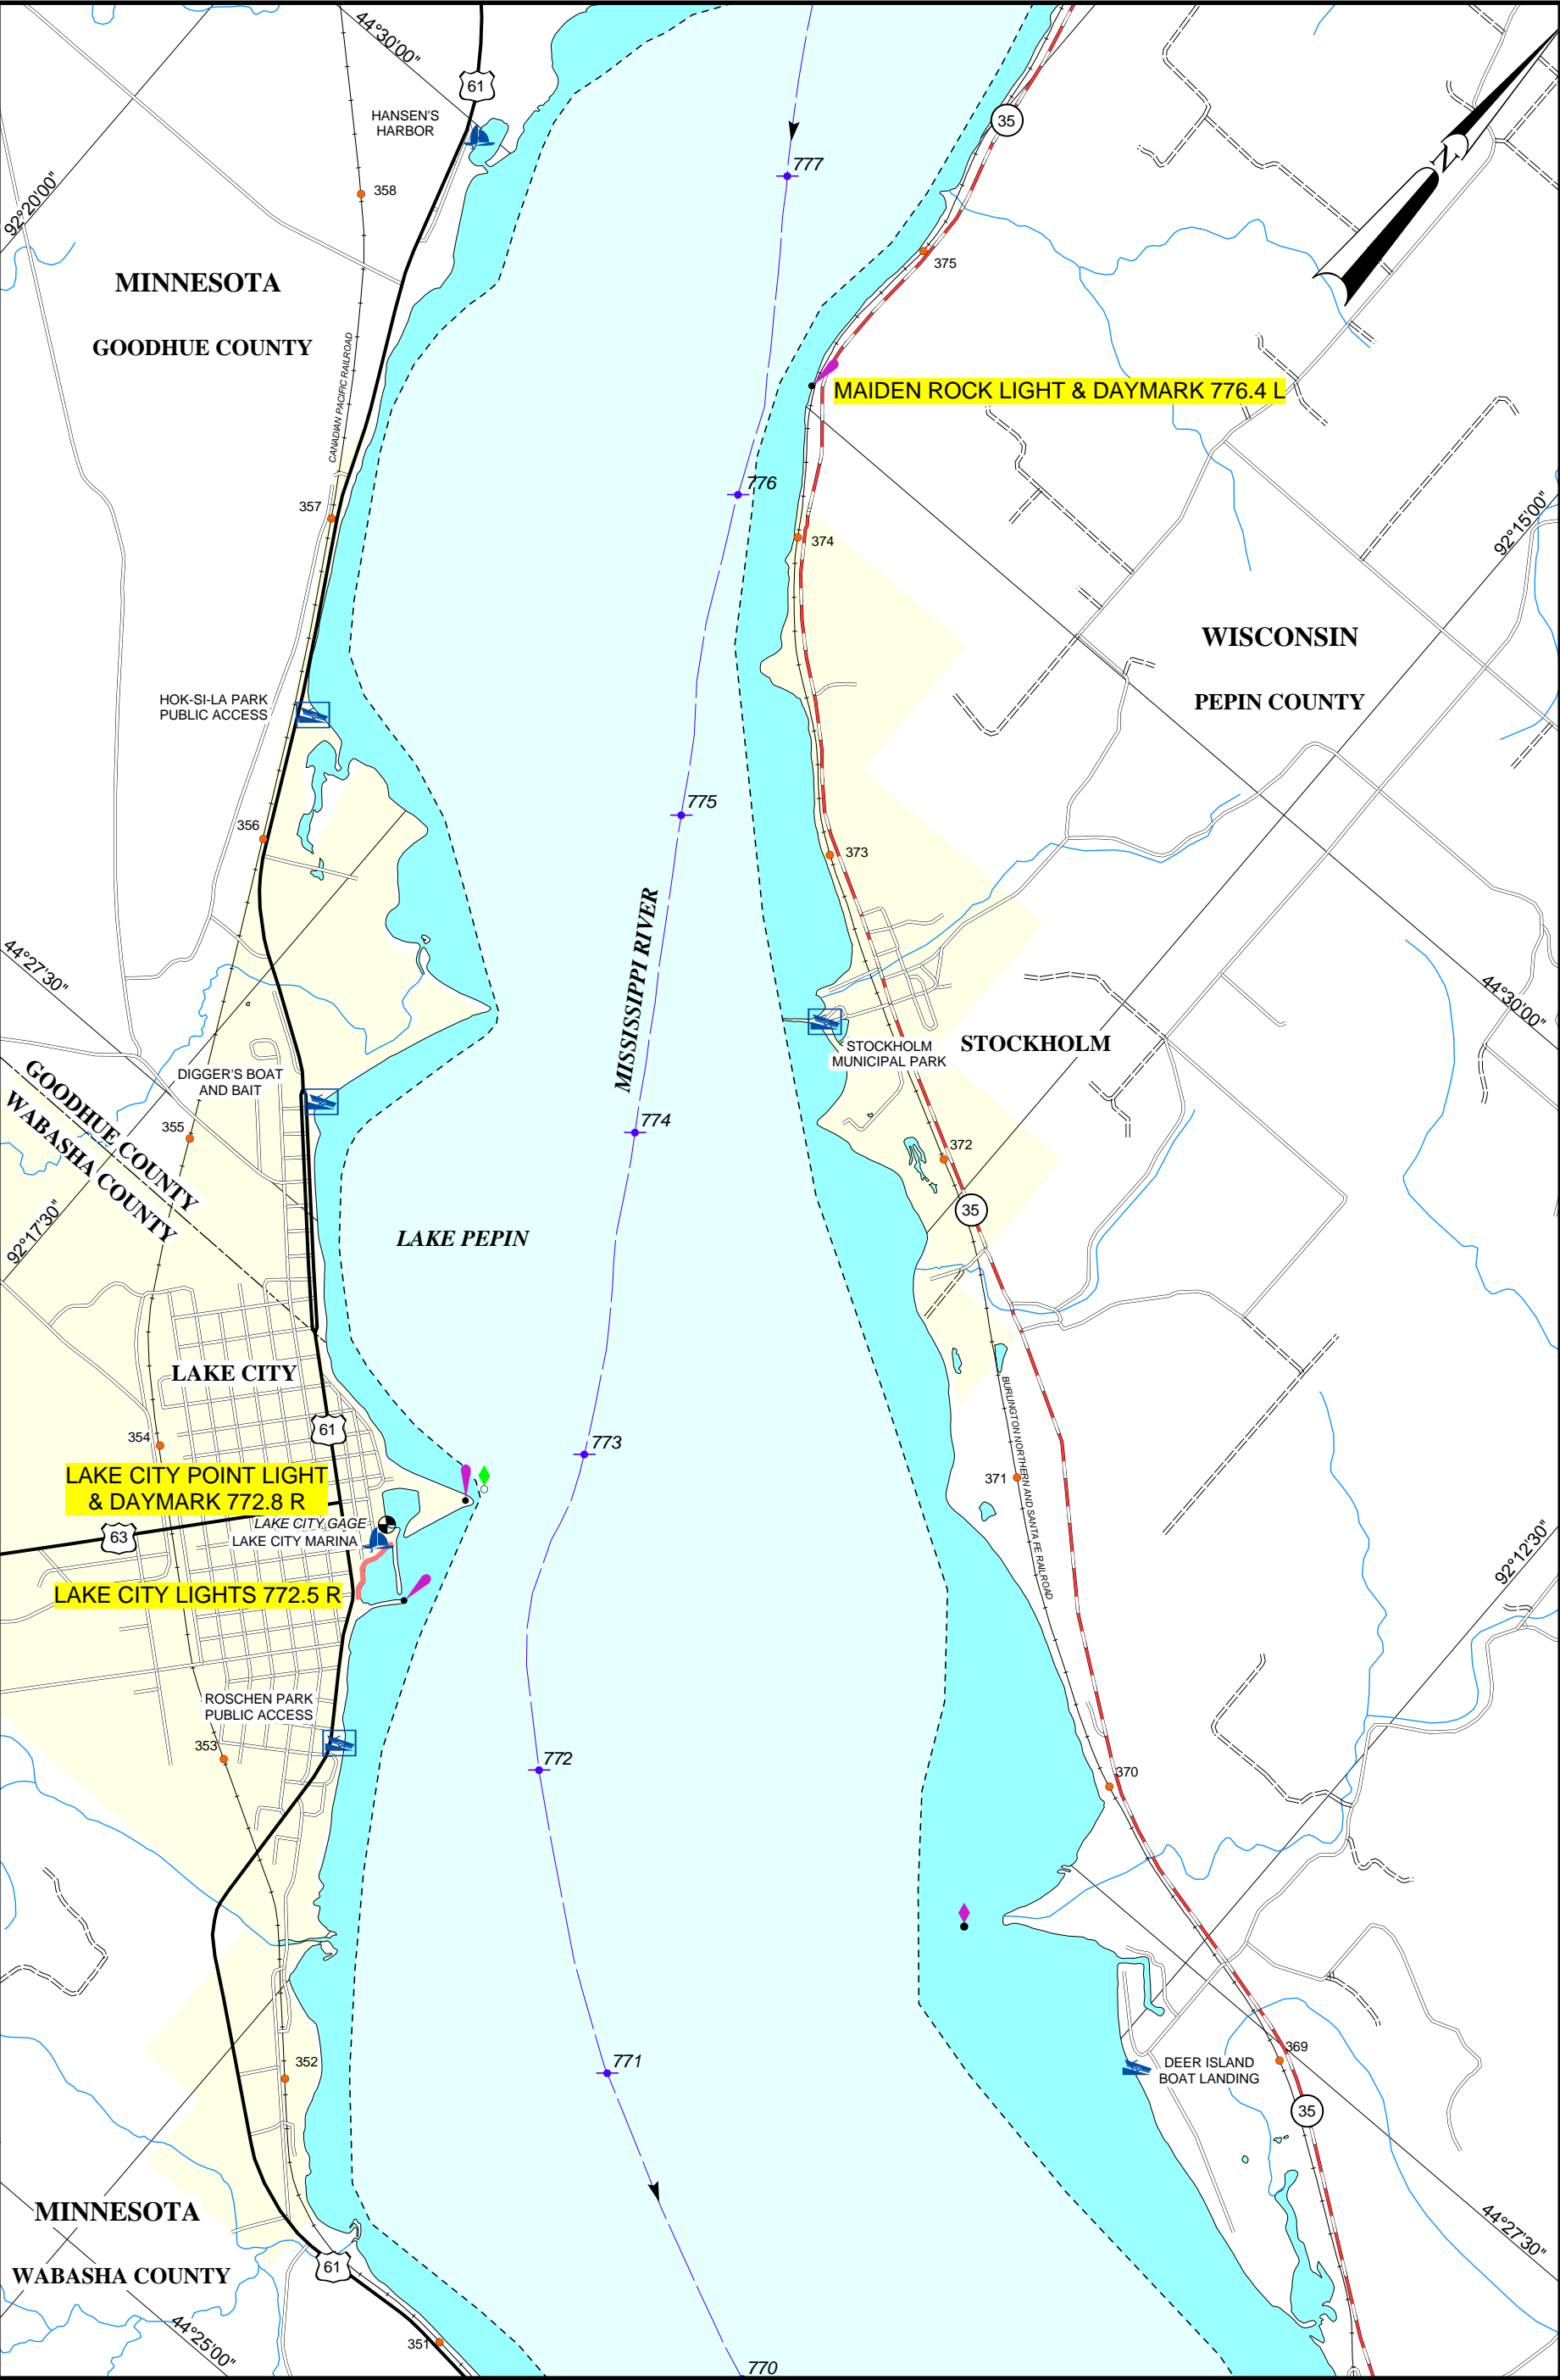 44°30'00"
61
HANSEN'S
HARBOR
35
N
777
358
92°20'00"
375
MINNESOTA
GOODHUE COUNTY
CANADIAN PACIFIC RAILROAD
MAIDEN ROCK LIGHT & DAYMARK 776.4 L
776
357
374
92°15'00"
WISCONSIN
PEPIN COUNTY
HOK-SI-LA PARK
PUBLIC ACCESS
775
356
373
MISSISSIPPI RIVER
44°27'30"
44°30'00"
STOCKHOLM
STOCKHOLM
MUNICIPAL PARK
DIGGER'S BOAT
AND BAIT
GOODHUE COUNTY
WABASHA COUNTY
355
774
372
92°17'30"
35
LAKE PEPIN
LAKE CITY
61
BURLINGTON NORTHERN AND SANTA FE RAILROAD
354
773
371
LAKE CITY POINT LIGHT
& DAYMARK 772.8 R
LAKE CITY GAGE
63
LAKE CITY MARINA
92°12'30"
LAKE CITY LIGHTS 772.5 R
ROSCHEN PARK
PUBLIC ACCESS
353
772
370
352
771
369
DEER ISLAND
BOAT LANDING
35
MINNESOTA
WABASHA COUNTY
61
44°27'30"
44°25'00"
351
770